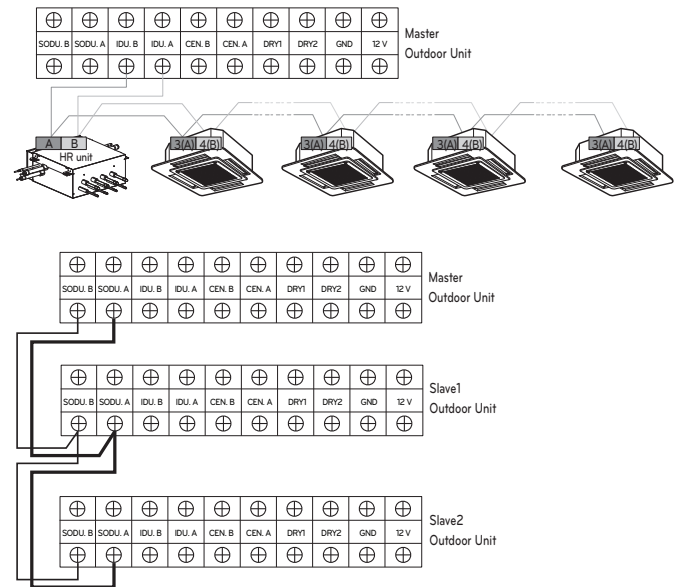 SODU. B SODU. A IDU. B IDU. A CEN. B CEN. A DRY1 DRY2 GND 12 V
Master
Outdoor Unit
A B
HR unit
3(A) 4(B) 3(A) 4(B) 3(A) 4(B) 3(A) 4(B)
SODU. B SODU. A IDU. B IDU. A CEN. B CEN. A DRY1 DRY2 GND 12 V
Master
Outdoor Unit
SODU. B SODU. A IDU. B IDU. A CEN. B CEN. A DRY1 DRY2 GND 12 V
Slave1
Outdoor Unit
SODU. B SODU. A IDU. B IDU. A CEN. B CEN. A DRY1 DRY2 GND 12 V
Slave2
Outdoor Unit